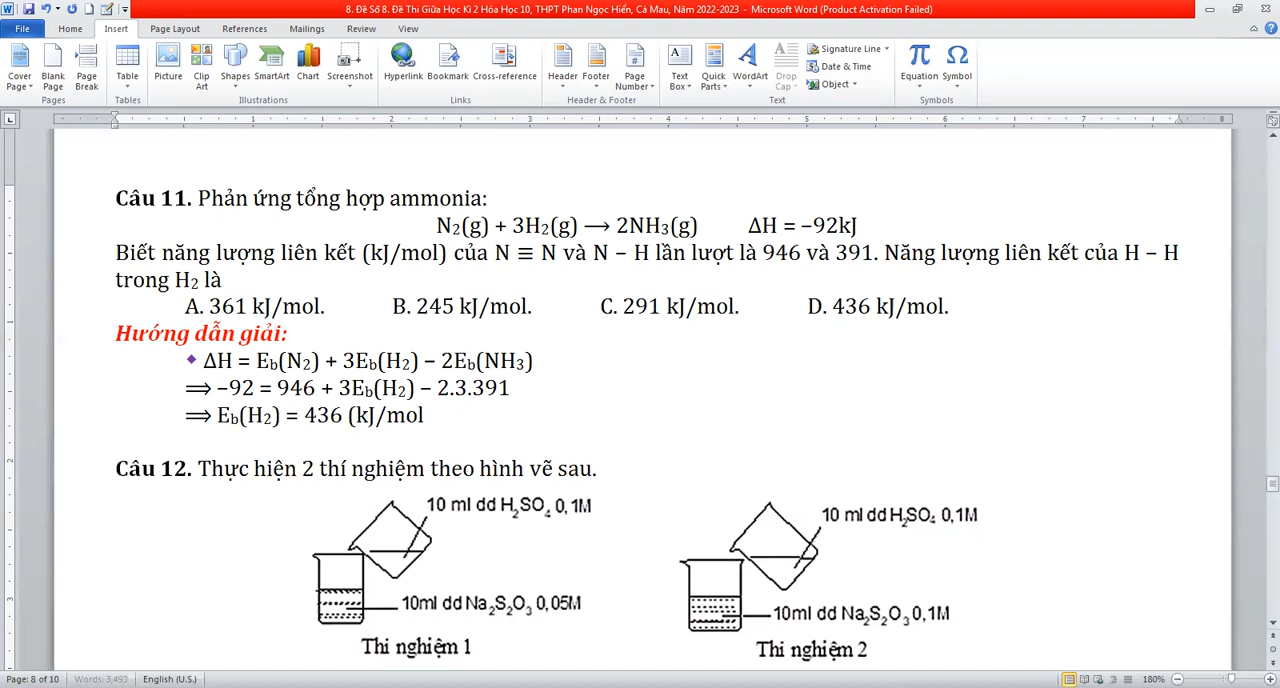 8. Đề Số 8. Đề Thi Giữa Học Kì 2 Hóa Học 10, THPT Phan Ngọc Hiển, Cà Mau, Năm 2022-2023 - Microsoft Word (Product Activation Failed)
File Home Insert Page Layout References Mailings Review View
Cover Page Blank Page Page Break Table Picture Clip Art Shapes SmartArt Chart Screenshot Hyperlink Bookmark Cross-reference Header Footer Page Number Text Box Quick Parts WordArt Drop Cap Signature Line Date & Time Object Equation Symbol
Pages Tables Illustrations Links Header & Footer Text Symbols
1 2 3 4 5 6 7 8
Câu 11. Phản ứng tổng hợp ammonia:
N₂(g) + 3H₂(g) ⟶ 2NH₃(g) ΔH = −92kJ
Biết năng lượng liên kết (kJ/mol) của N ≡ N và N − H lần lượt là 946 và 391. Năng lượng liên kết của H − H
trong H₂ là
A. 361 kJ/mol. B. 245 kJ/mol. C. 291 kJ/mol. D. 436 kJ/mol.
Hướng dẫn giải:
◆ ΔH = E_b(N₂) + 3E_b(H₂) − 2E_b(NH₃)
⟹ −92 = 946 + 3E_b(H₂) − 2.3.391
⟹ E_b(H₂) = 436 (kJ/mol
Câu 12. Thực hiện 2 thí nghiệm theo hình vẽ sau.
10 ml dd H₂SO₄ 0,1M
10ml dd Na₂S₂O₃ 0,05M
Thi nghiệm 1
10 ml dd H₂SO₄ 0,1M
10ml dd Na₂S₂O₃ 0,1M
Thi nghiệm 2
Page: 8 of 10 Words: 3,493 English (U.S.) 180%